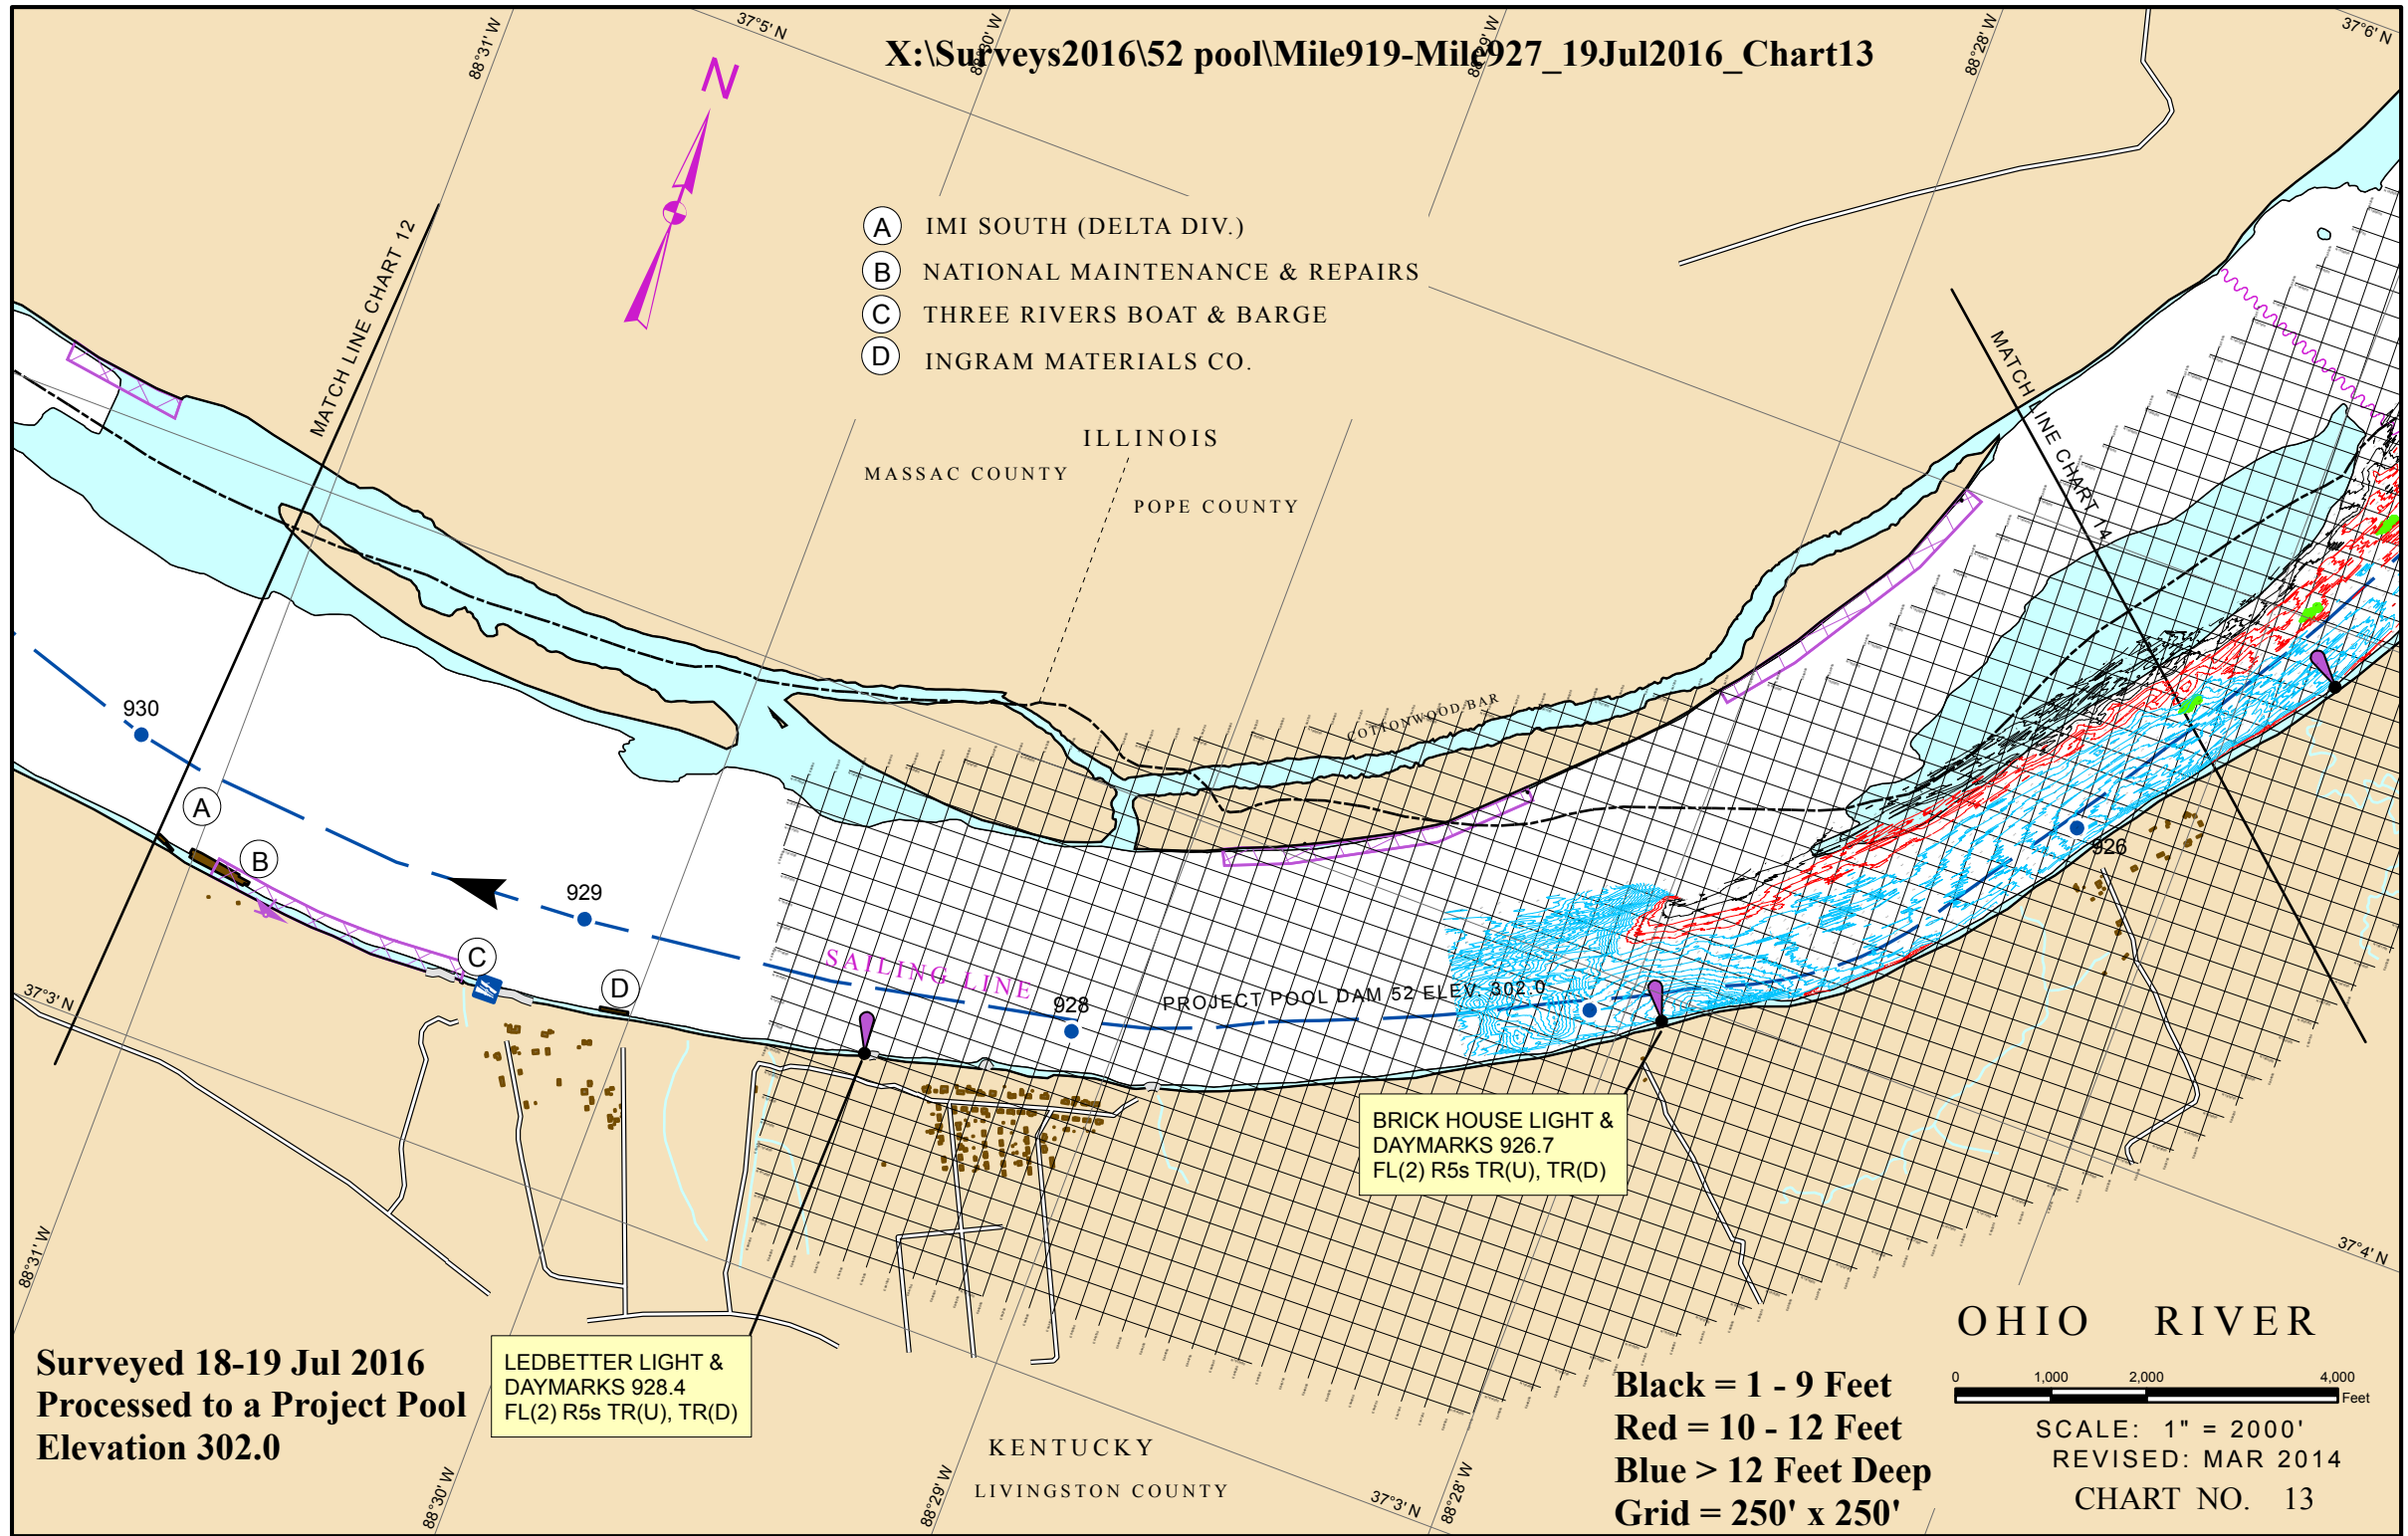 88°31' W
37°5' N
88°30' W
88°29' W
88°28' W
37°6' N
X:\Surveys2016\52 pool\Mile919-Mile927_19Jul2016_Chart13
N
A IMI SOUTH (DELTA DIV.)
B NATIONAL MAINTENANCE & REPAIRS
C THREE RIVERS BOAT & BARGE
D INGRAM MATERIALS CO.
MATCH LINE CHART 12
MATCH LINE CHART 14
ILLINOIS
MASSAC COUNTY
POPE COUNTY
COTTONWOOD BAR
930
A
B
929
C
D
SAILING LINE
928
PROJECT POOL DAM 52 ELEV. 302.0
926
37°3' N
BRICK HOUSE LIGHT &
DAYMARKS 926.7
FL(2) R5s TR(U), TR(D)
88°31' W
37°4' N
LEDBETTER LIGHT &
DAYMARKS 928.4
FL(2) R5s TR(U), TR(D)
Surveyed 18-19 Jul 2016
Processed to a Project Pool
Elevation 302.0
KENTUCKY
LIVINGSTON COUNTY
88°30' W
88°29' W
37°3' N
88°28' W
Black = 1 - 9 Feet
Red = 10 - 12 Feet
Blue > 12 Feet Deep
Grid = 250' x 250'
OHIO RIVER
0 1,000 2,000 4,000
Feet
SCALE: 1" = 2000'
REVISED: MAR 2014
CHART NO. 13